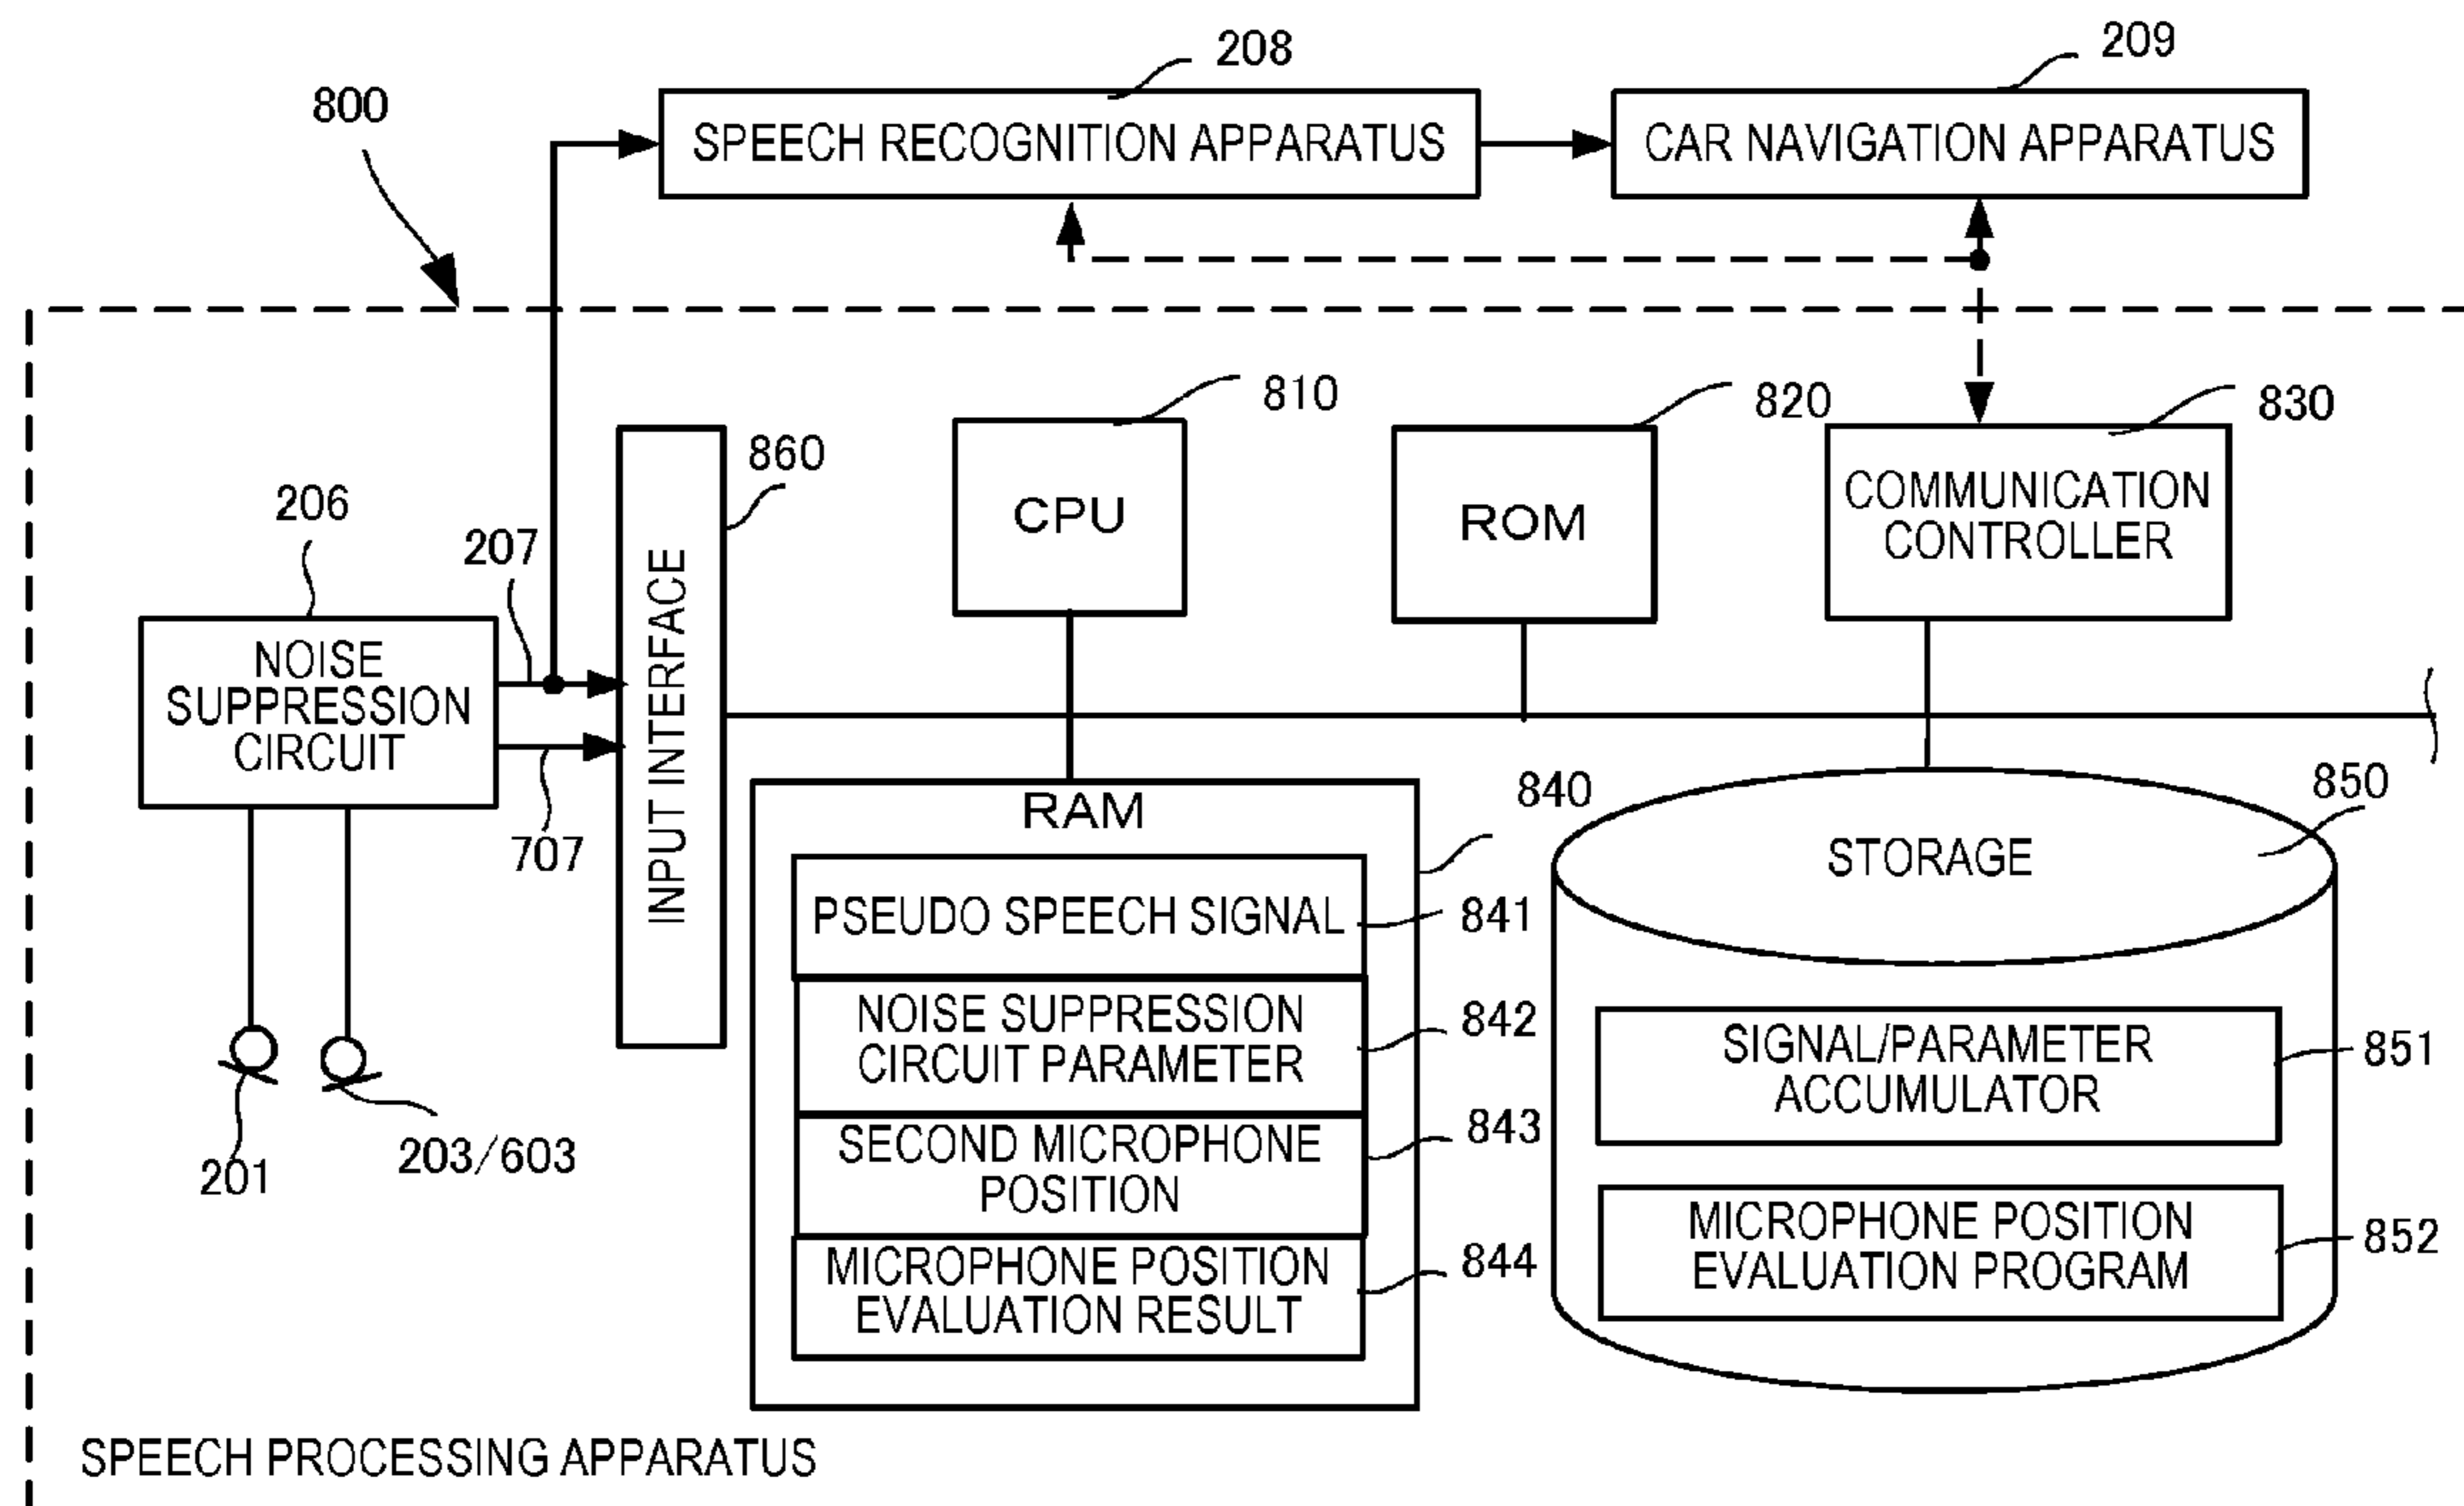 208
209
800
SPEECH RECOGNITION APPARATUS
CAR NAVIGATION APPARATUS
810
820
830
860
206
207
CPU
ROM
COMMUNICATION
CONTROLLER
NOISE
SUPPRESSION
CIRCUIT
INPUT INTERFACE
707
RAM
840
850
STORAGE
PSEUDO SPEECH SIGNAL
841
NOISE SUPPRESSION
CIRCUIT PARAMETER
842
SIGNAL/PARAMETER
ACCUMULATOR
851
201
203/603
SECOND MICROPHONE
POSITION
843
MICROPHONE POSITION
EVALUATION PROGRAM
852
MICROPHONE POSITION
EVALUATION RESULT
844
SPEECH PROCESSING APPARATUS